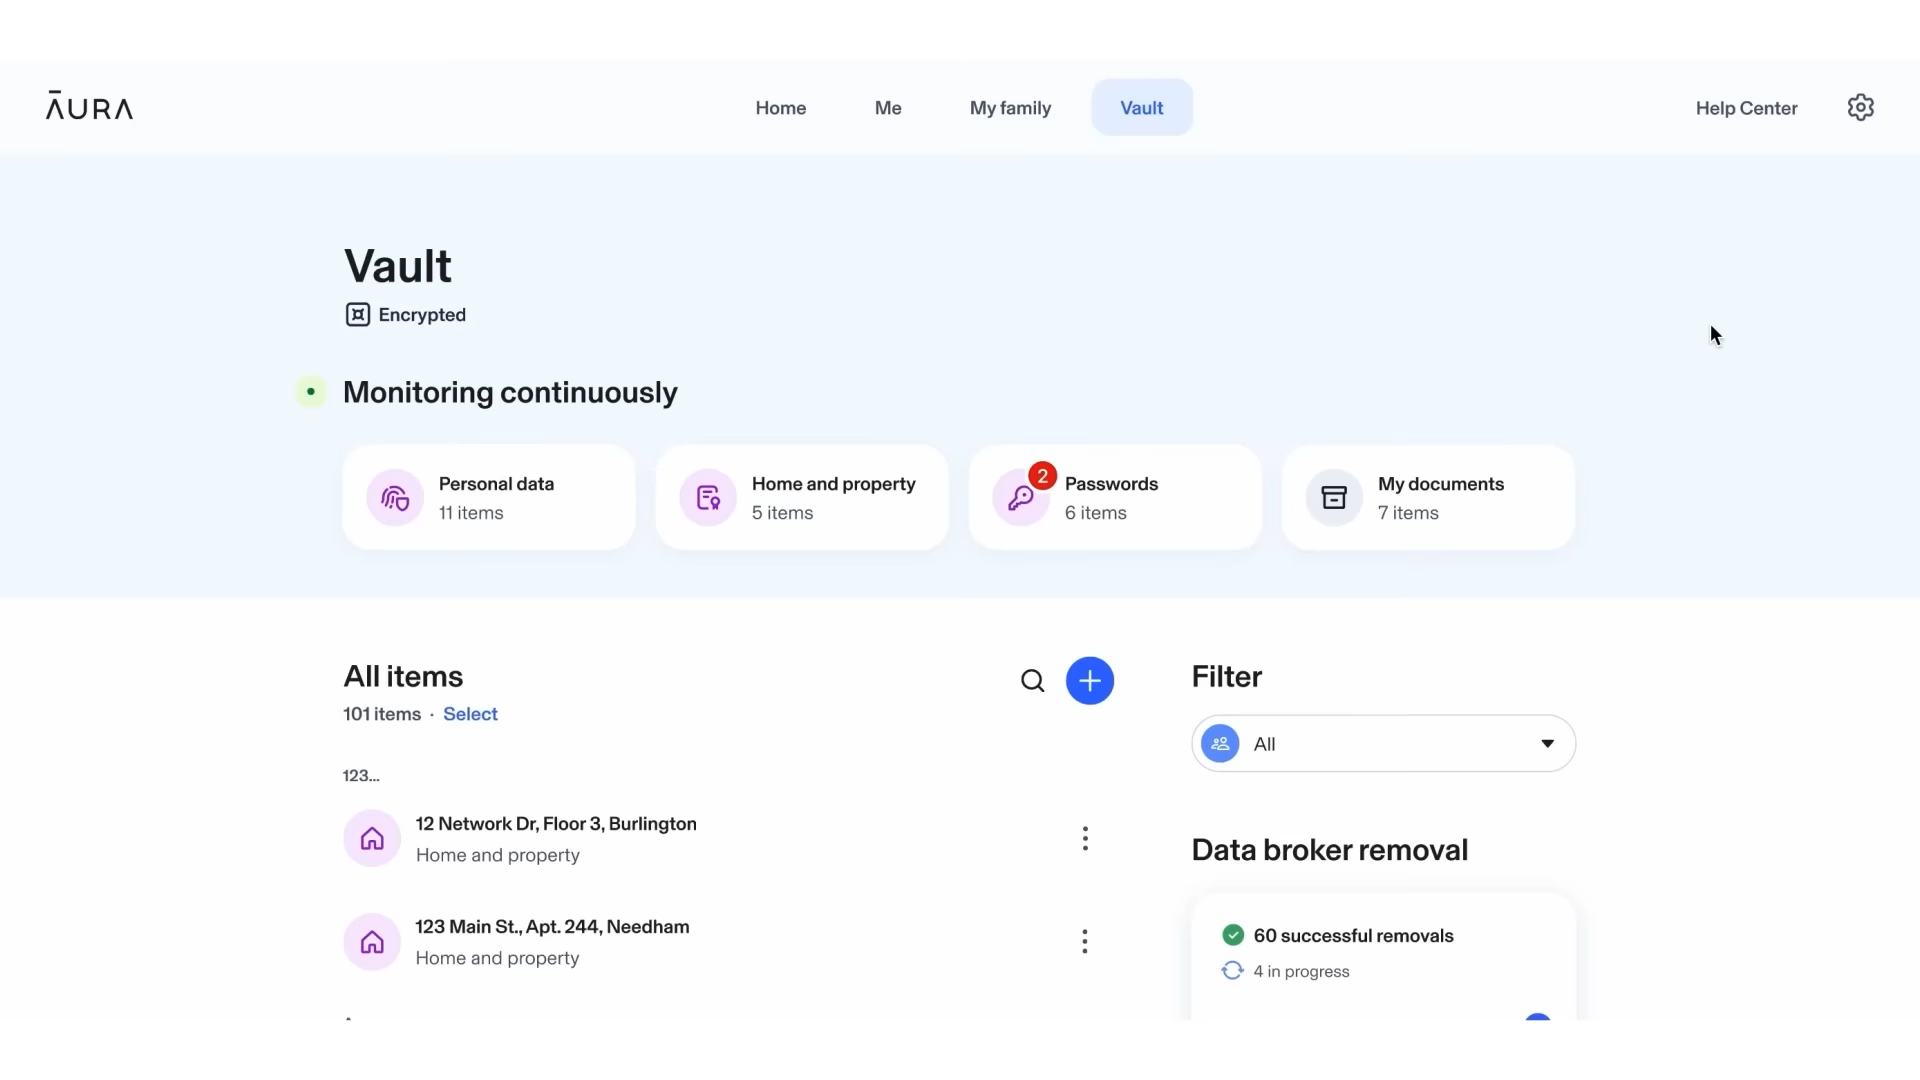 ĀURA
Home
Me
My family
Vault
Help Center
Vault
Encrypted
Monitoring continuously
Personal data
11 items
Home and property
5 items
2
Passwords
6 items
My documents
7 items
All items
101 items · Select
123...
12 Network Dr, Floor 3, Burlington
Home and property
123 Main St., Apt. 244, Needham
Home and property
Filter
All
Data broker removal
60 successful removals
4 in progress